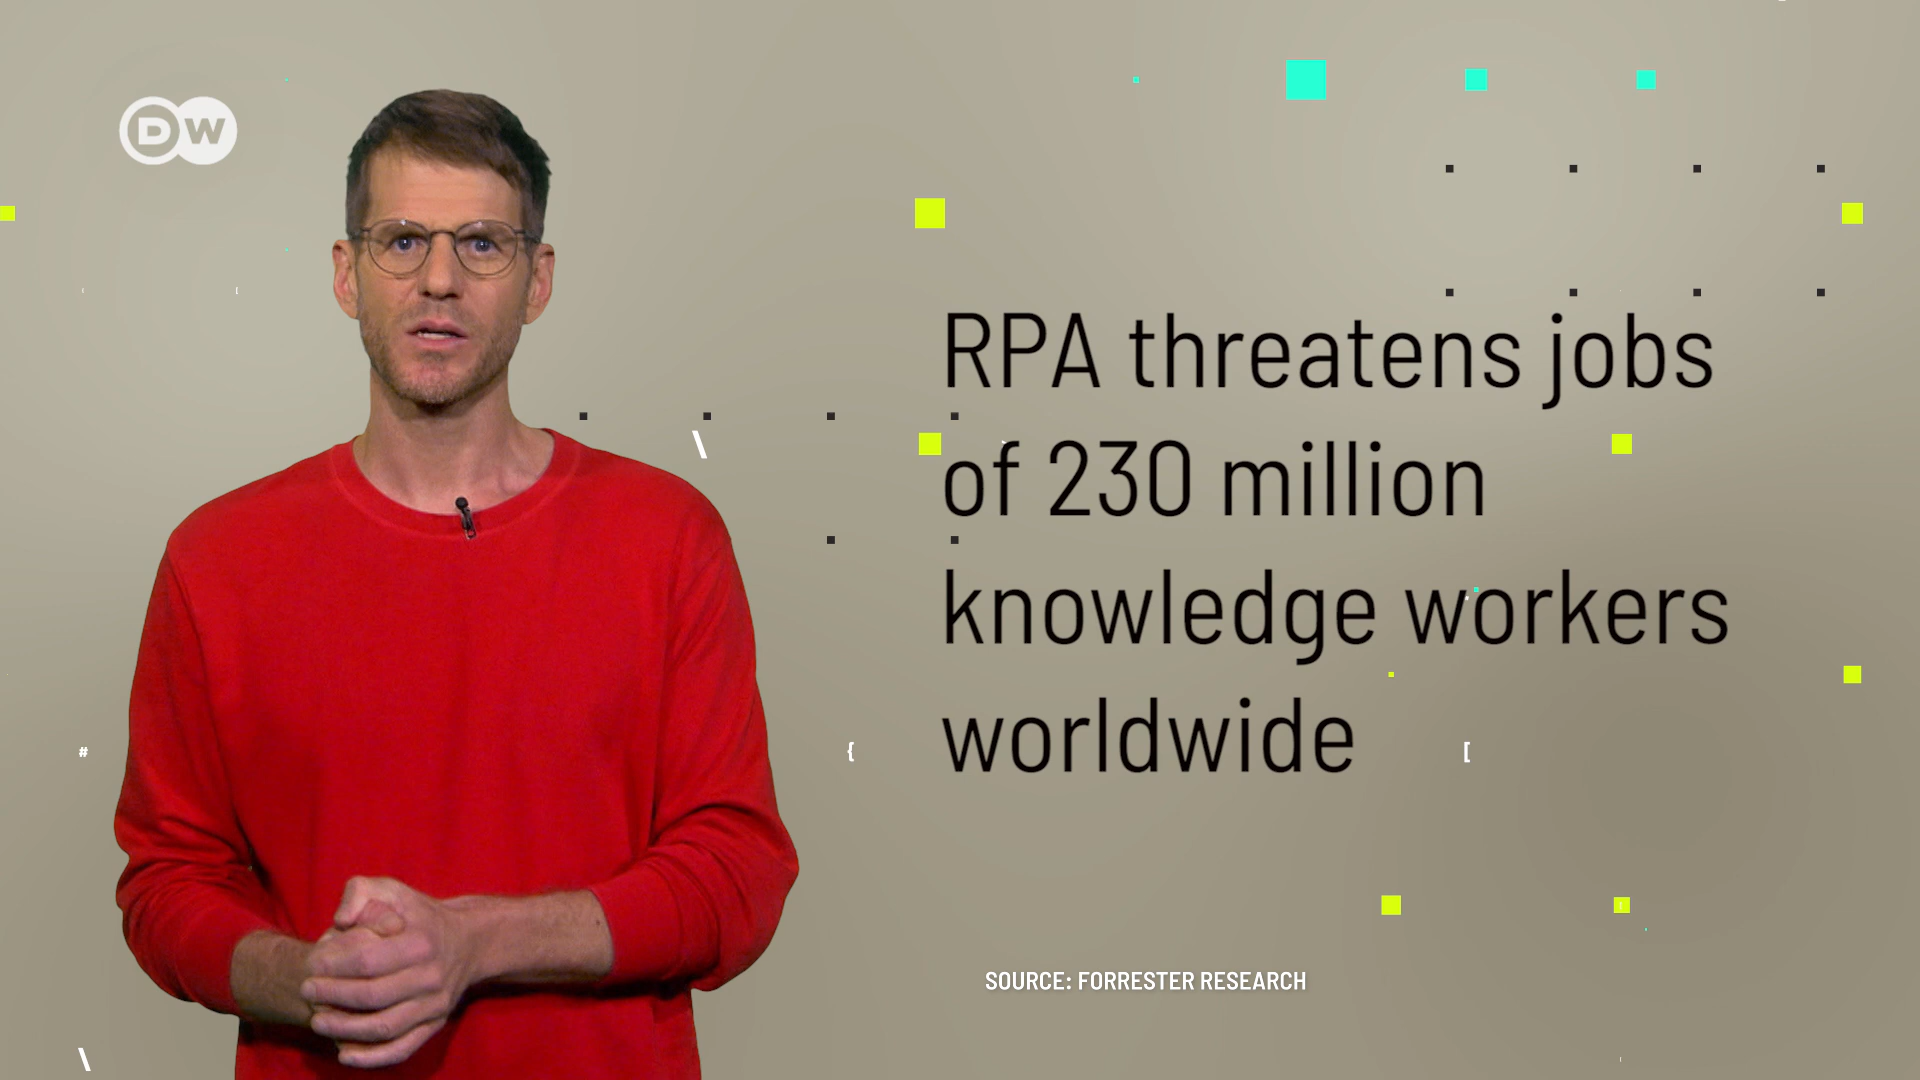 DW
RPA threatens jobs
of 230 million
knowledge workers
worldwide
\
#
{
[
\
SOURCE: FORRESTER RESEARCH